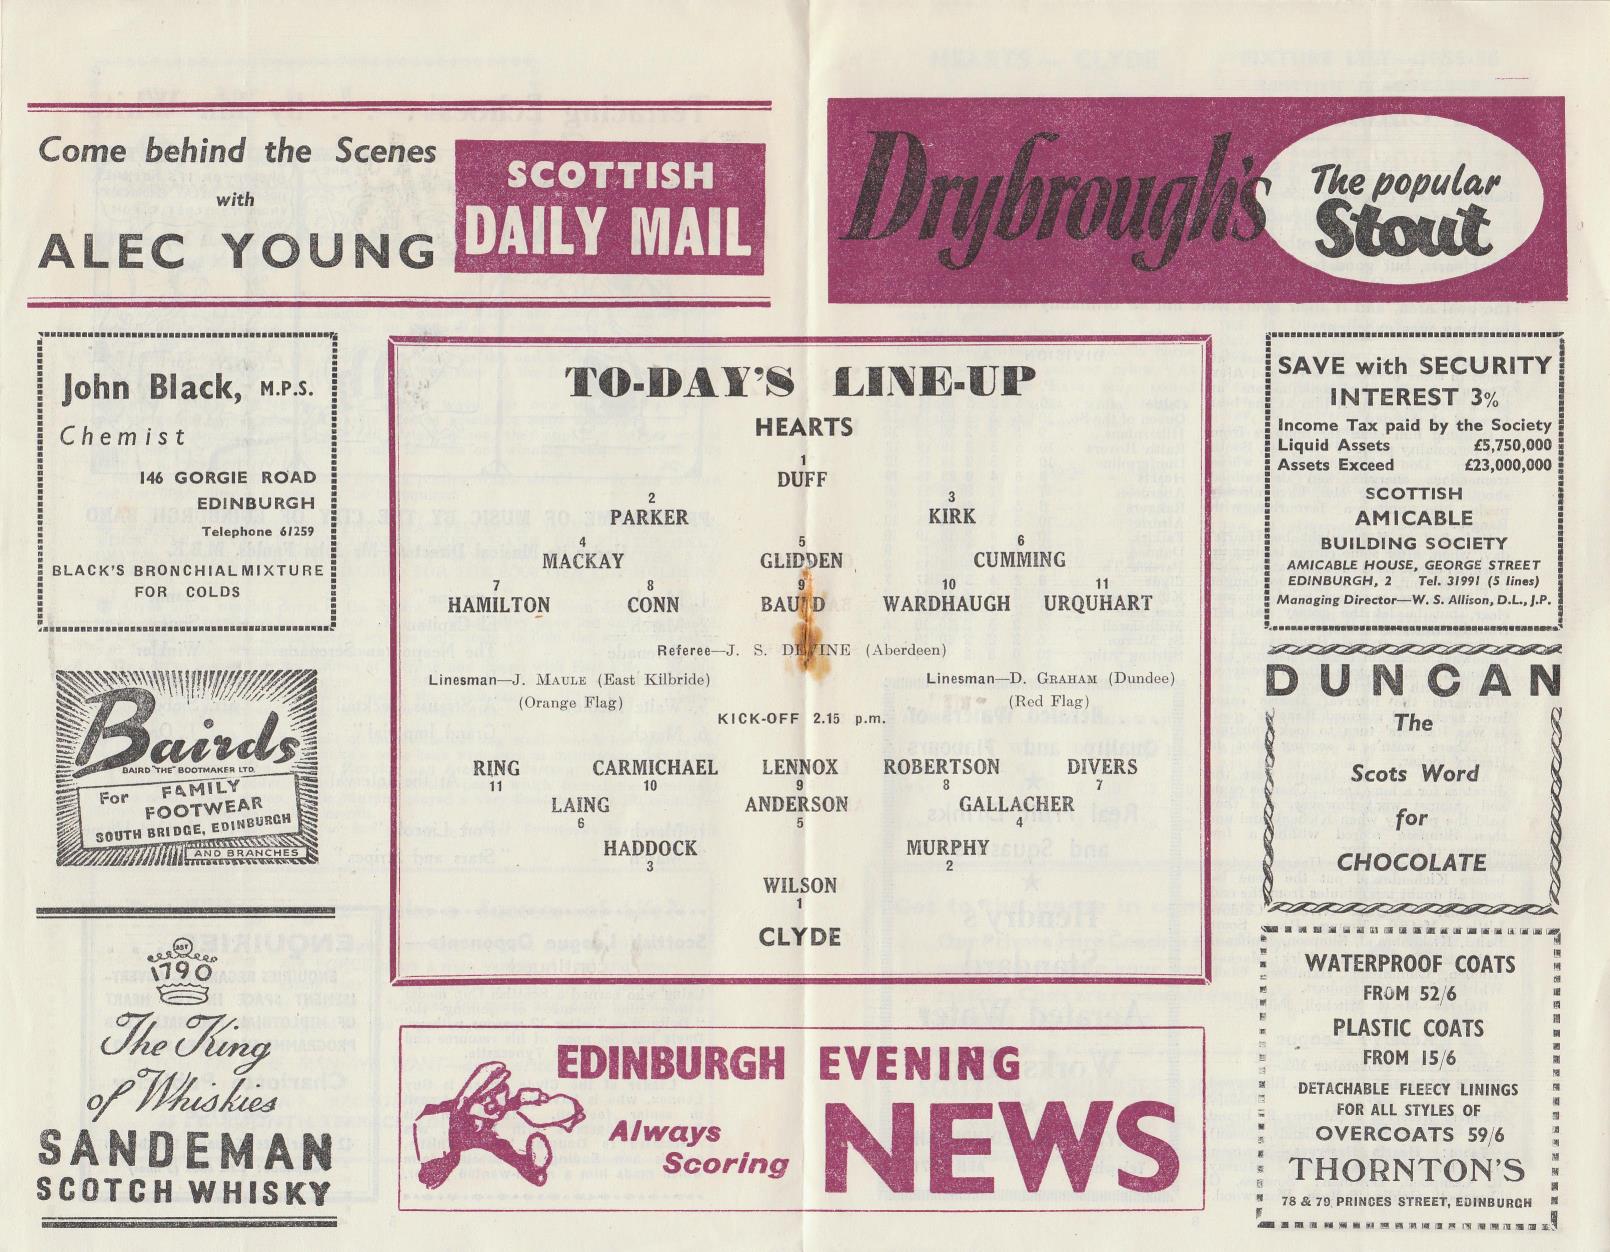 Come behind the Scenes
with
ALEC YOUNG
SCOTTISH
DAILY MAIL
Drybrough's
The popular
Stout
John Black, M.P.S.
Chemist
146 GORGIE ROAD
EDINBURGH
Telephone 61259
BLACK'S BRONCHIAL MIXTURE
FOR COLDS
Bairds
BAIRD "THE" BOOTMAKER LTD.
For FAMILY
FOOTWEAR
SOUTH BRIDGE, EDINBURGH
AND BRANCHES
EST
1790
The King
of Whiskies
SANDEMAN
SCOTCH WHISKY
TO-DAY'S LINE-UP
HEARTS
1
DUFF
2 3
PARKER KIRK
4 5 6
MACKAY GLIDDEN CUMMING
7 8 9 10 11
HAMILTON CONN BAULD WARDHAUGH URQUHART
Referee—J. S. DEVINE (Aberdeen)
Linesman—J. MAULE (East Kilbride) Linesman—D. GRAHAM (Dundee)
(Orange Flag) (Red Flag)
KICK-OFF 2.15 p.m.
RING CARMICHAEL LENNOX ROBERTSON DIVERS
11 10 9 8 7
LAING ANDERSON GALLACHER
6 5 4
HADDOCK MURPHY
3 2
WILSON
1
CLYDE
EDINBURGH EVENING
NEWS
Always
Scoring
SAVE with SECURITY
INTEREST 3%
Income Tax paid by the Society
Liquid Assets £5,750,000
Assets Exceed £23,000,000
SCOTTISH
AMICABLE
BUILDING SOCIETY
AMICABLE HOUSE, GEORGE STREET
EDINBURGH, 2 Tel. 31991 (5 lines)
Managing Director—W. S. Allison, D.L., J.P.
DUNCAN
The
Scots Word
for
CHOCOLATE
WATERPROOF COATS
FROM 52/6
PLASTIC COATS
FROM 15/6
DETACHABLE FLEECY LININGS
FOR ALL STYLES OF
OVERCOATS 59/6
THORNTON'S
78 & 79 PRINCES STREET, EDINBURGH